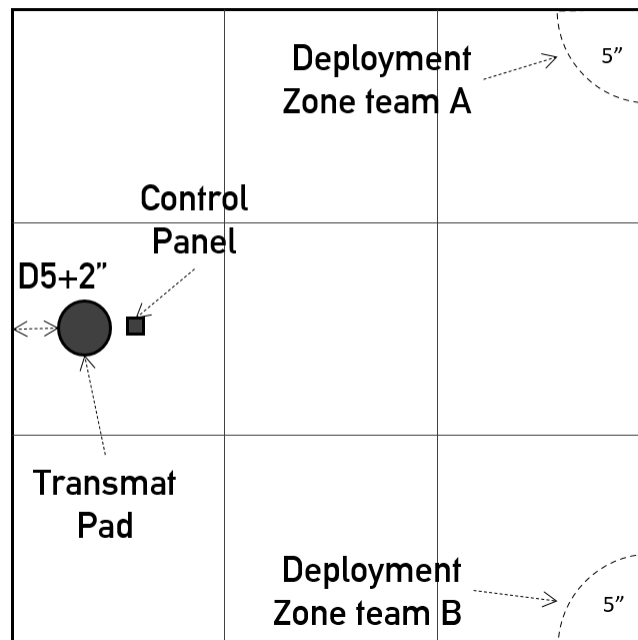 Deployment
Zone team A
5”
Control
Panel
D5+2”
Transmat
Pad
Deployment
Zone team B
5”